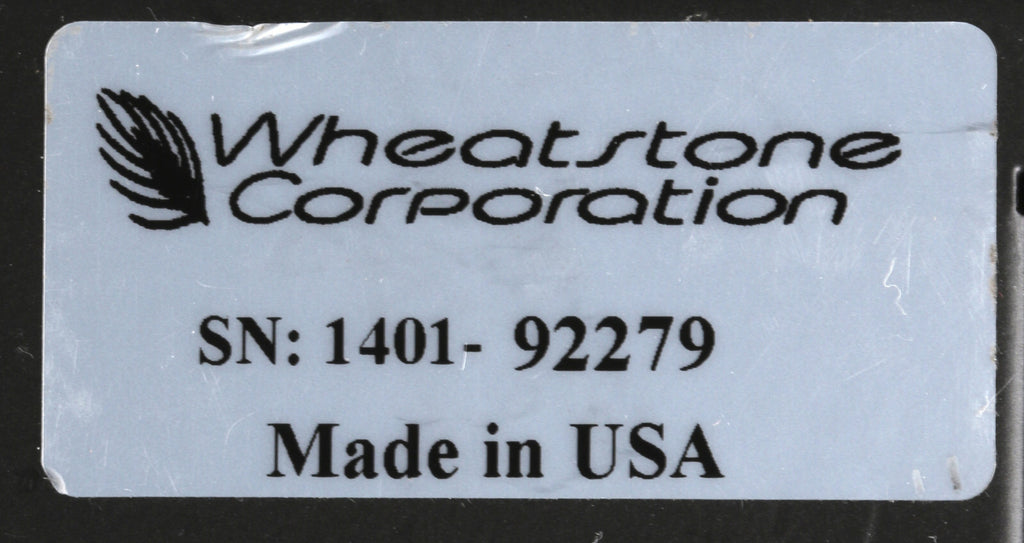 Wheatstone
Corporation
SN: 1401- 92279
Made in USA